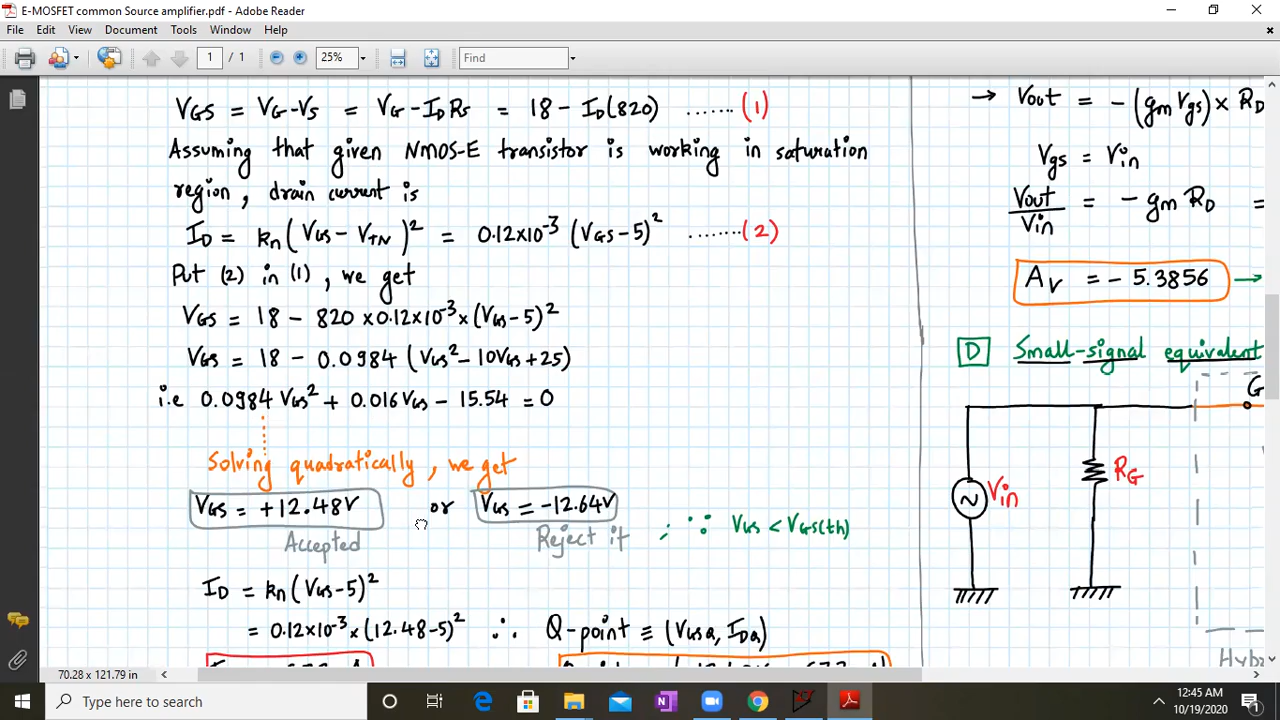 E-MOSFET common Source amplifier.pdf - Adobe Reader
File Edit View Document Tools Window Help
1 / 1 25% Find
VGS = VG-VS = VG-IDRS = 18 - ID(820) ...... (1)
Assuming that given NMOS-E transistor is working in saturation
region, drain current is
ID = kn(VGS - VTN)² = 0.12x10⁻³ (VGS-5)² ....... (2)
Put (2) in (1), we get
VGS = 18 - 820 x0.12x10⁻³x(VGS-5)²
VGS = 18 - 0.0984 (VGS²- 10VGS+25)
i.e 0.0984 VGS² + 0.016 VGS - 15.54 = 0
Solving quadratically, we get
VGS = +12.48V or VGS = -12.64V
Accepted Reject it ; ∵ VGS < VGS(th)
ID = kn(VGS-5)²
= 0.12x10⁻³x(12.48-5)² ∴ Q-point ≡ (VGSQ, IDQ)
→ Vout = -(gm Vgs)x RD
Vgs = Vin
Vout/Vin = - gm RD =
AV = - 5.3856 →
D Small-signal equivalent
G
Vin
RG
70.28 x 121.79 in
Type here to search
12:45 AM
10/19/2020
1